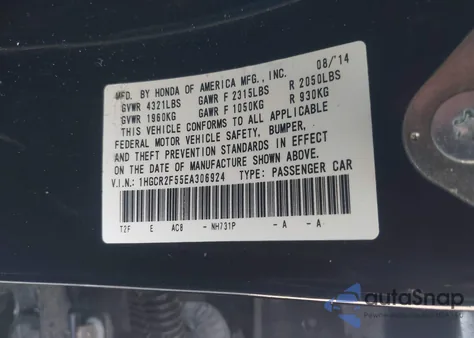 08/'14
MFD. BY HONDA OF AMERICA MFG., INC.
GVWR 4321LBS GAWR F 2315LBS R 2050LBS
GVWR 1960KG GAWR F 1050KG R 930KG
THIS VEHICLE CONFORMS TO ALL APPLICABLE
FEDERAL MOTOR VEHICLE SAFETY, BUMPER,
AND THEFT PREVENTION STANDARDS IN EFFECT
ON THE DATE OF MANUFACTURE SHOWN ABOVE.
V.I.N.: 1HGCR2F55EA306924 TYPE: PASSENGER CAR
T2F E AC8 - NH731P - A - A
autoSnap